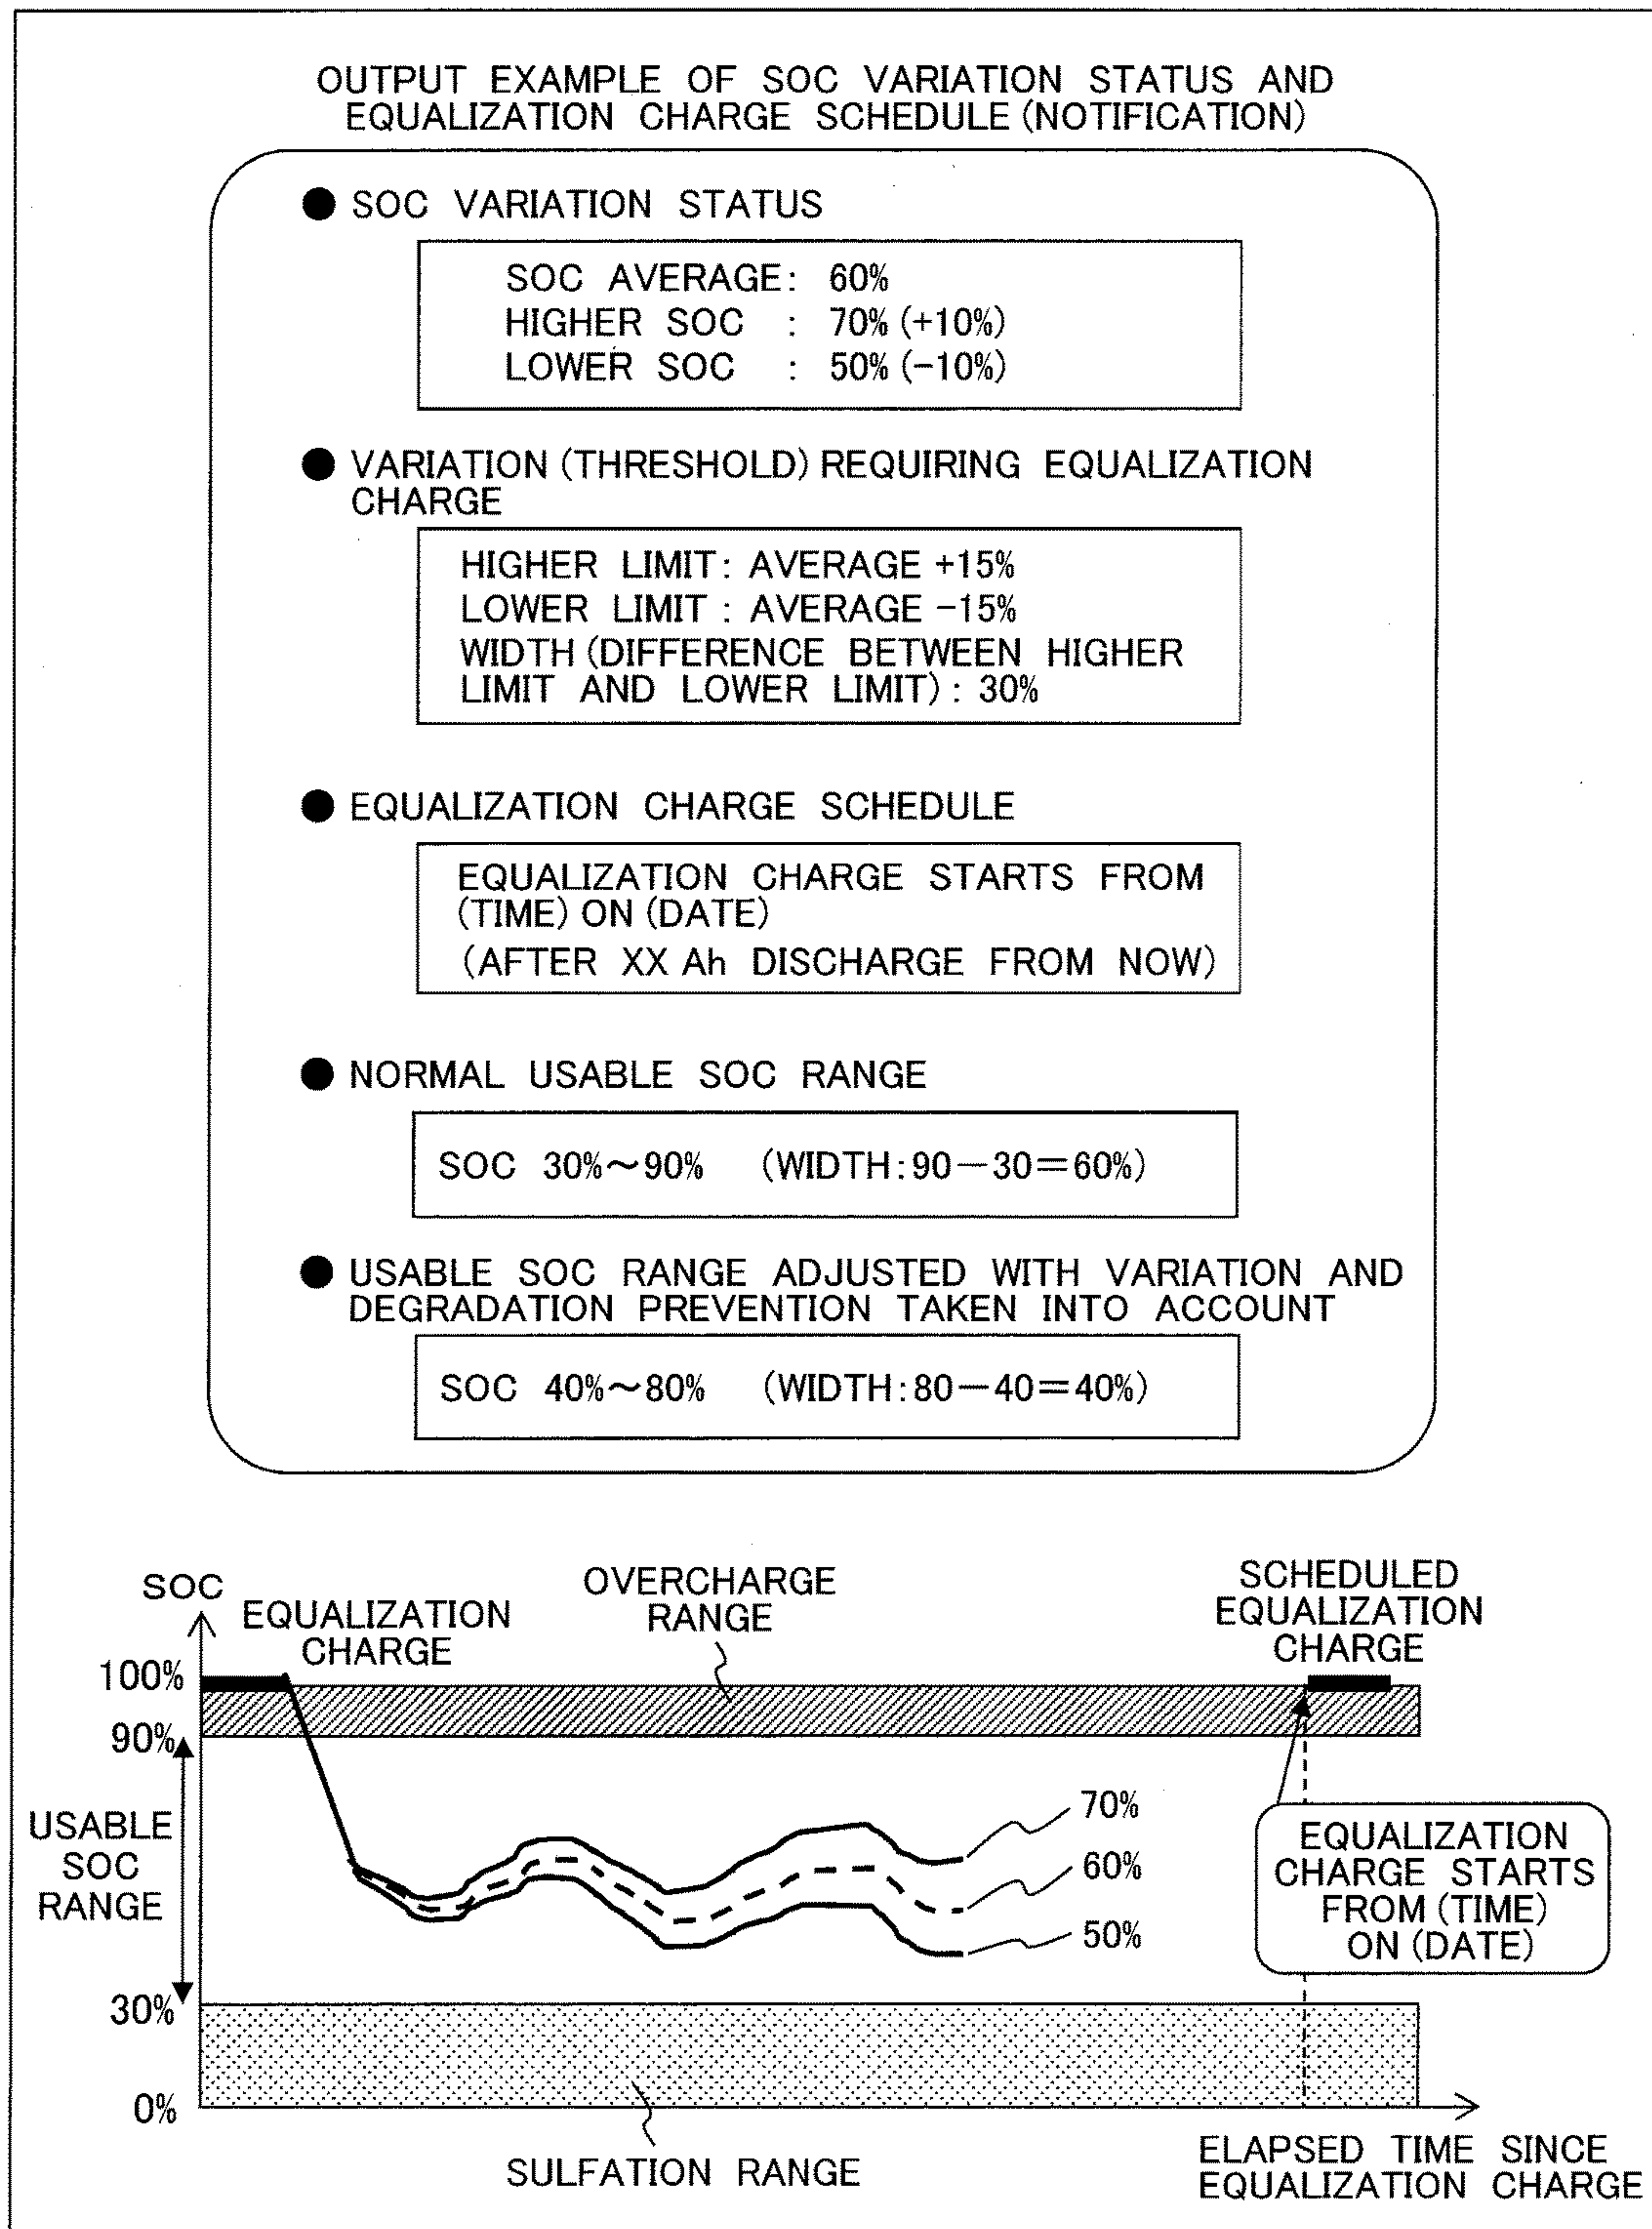 OUTPUT EXAMPLE OF SOC VARIATION STATUS AND
EQUALIZATION CHARGE SCHEDULE (NOTIFICATION)
● SOC VARIATION STATUS
SOC AVERAGE: 60%
HIGHER SOC : 70% (+10%)
LOWER SOC : 50% (−10%)
● VARIATION (THRESHOLD) REQUIRING EQUALIZATION
CHARGE
HIGHER LIMIT: AVERAGE +15%
LOWER LIMIT : AVERAGE −15%
WIDTH (DIFFERENCE BETWEEN HIGHER
LIMIT AND LOWER LIMIT) : 30%
● EQUALIZATION CHARGE SCHEDULE
EQUALIZATION CHARGE STARTS FROM
(TIME) ON (DATE)
(AFTER XX Ah DISCHARGE FROM NOW)
● NORMAL USABLE SOC RANGE
SOC 30%～90% (WIDTH:90−30=60%)
● USABLE SOC RANGE ADJUSTED WITH VARIATION AND
DEGRADATION PREVENTION TAKEN INTO ACCOUNT
SOC 40%～80% (WIDTH:80−40=40%)
SOC
EQUALIZATION
CHARGE
OVERCHARGE
RANGE
SCHEDULED
EQUALIZATION
CHARGE
100%
90%
USABLE
SOC
RANGE
30%
0%
70%
60%
50%
EQUALIZATION
CHARGE STARTS
FROM (TIME)
ON (DATE)
SULFATION RANGE
ELAPSED TIME SINCE
EQUALIZATION CHARGE